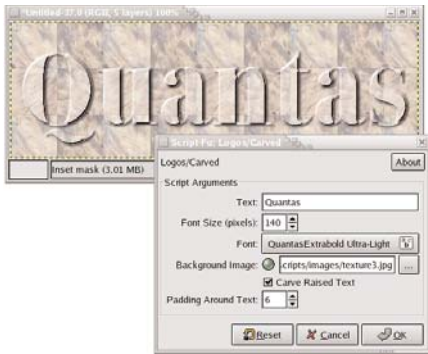 *Untitled-37.0 (RGB, 5 layers) 100%
Quantas
Inset mask (3.01 MB)
Script-Fu: Logos/Carved
Logos/Carved
About
Script Arguments
Text: Quantas
Font Size (pixels): 140
Font: QuantasExtrabold Ultra-Light
Background Image: .cripts/images/texture3.jpg ...
Carve Raised Text
Padding Around Text: 6
Reset Cancel OK